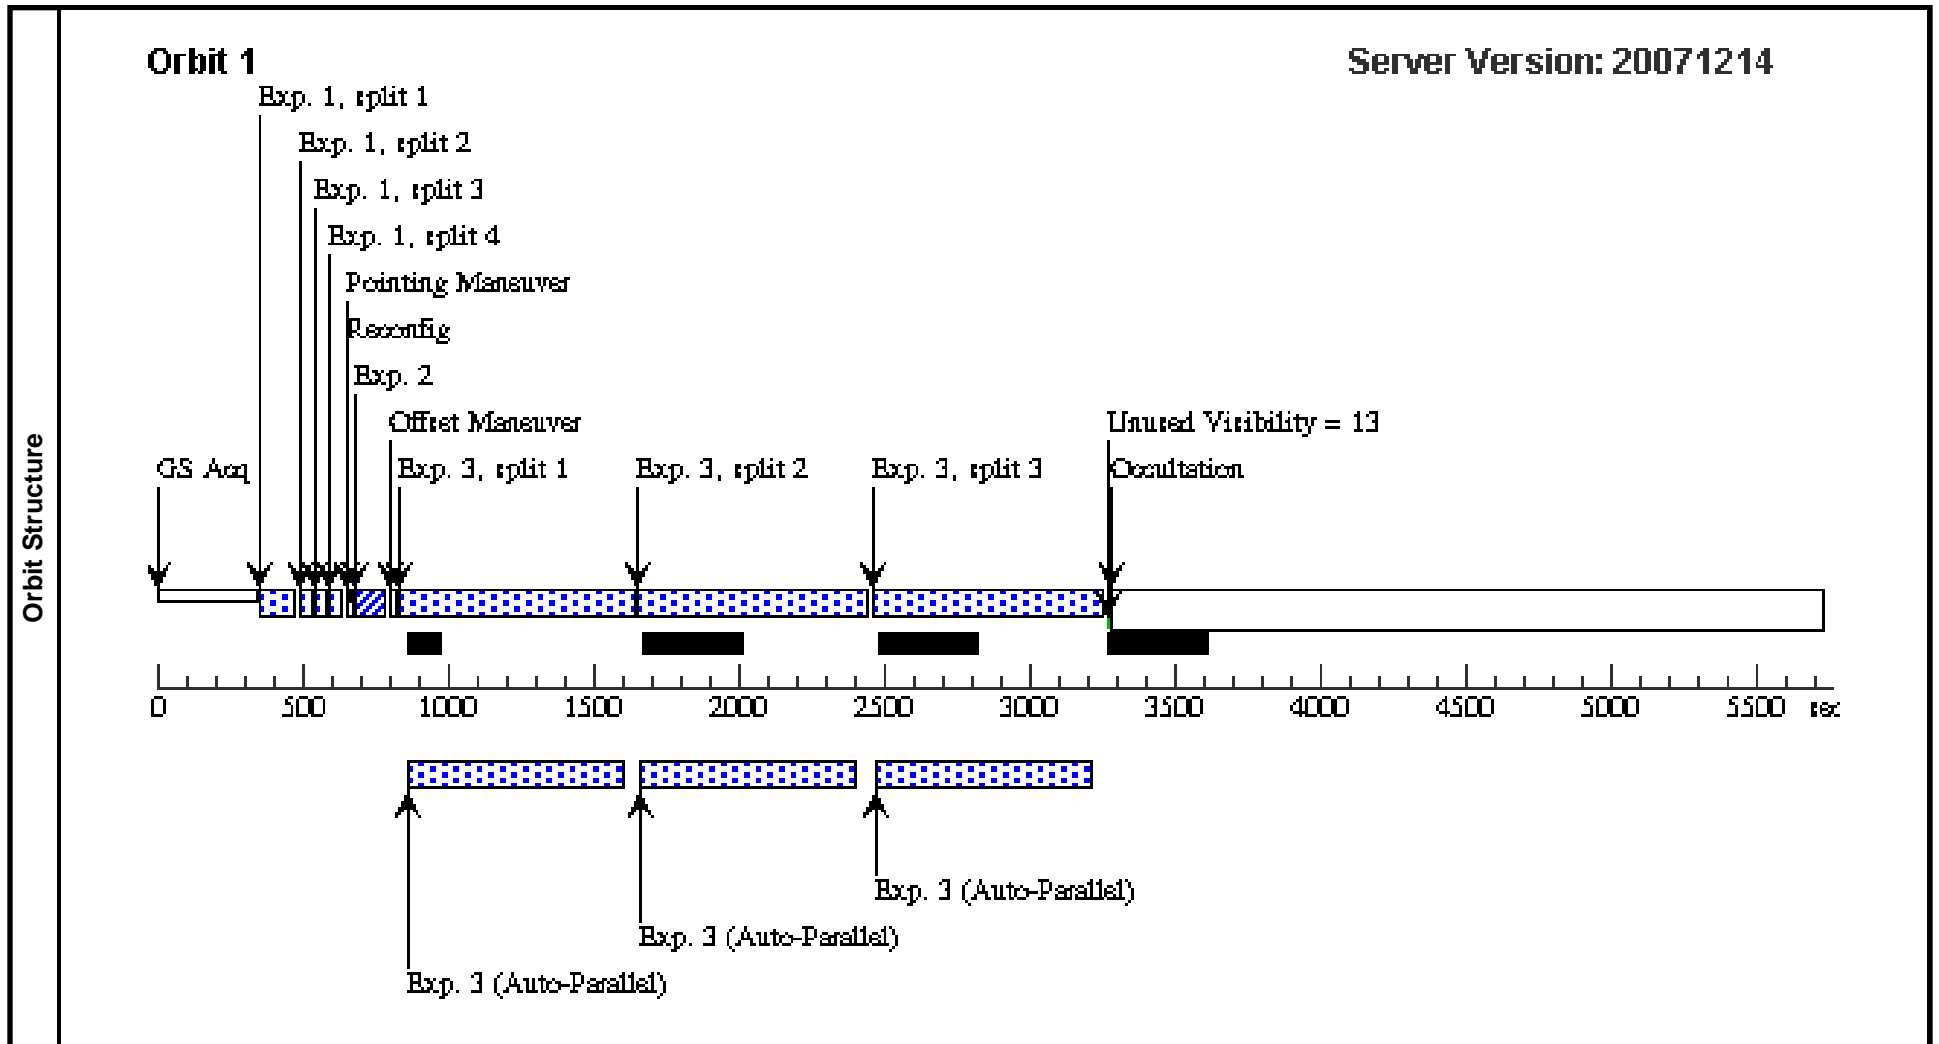 Orbit 1
Server Version: 20071214
Exp. 1, split 1
Exp. 1, split 2
Exp. 1, split 3
Exp. 1, split 4
Pointing Maneuver
Reconfig
Exp. 2
Offset Maneuver
Unused Visibility = 13
GS Acq
Exp. 3, split 1
Exp. 3, split 2
Exp. 3, split 3
Occultation
Orbit Structure
0 500 1000 1500 2000 2500 3000 3500 4000 4500 5000 5500 sec
Exp. 3 (Auto-Parallel)
Exp. 3 (Auto-Parallel)
Exp. 3 (Auto-Parallel)